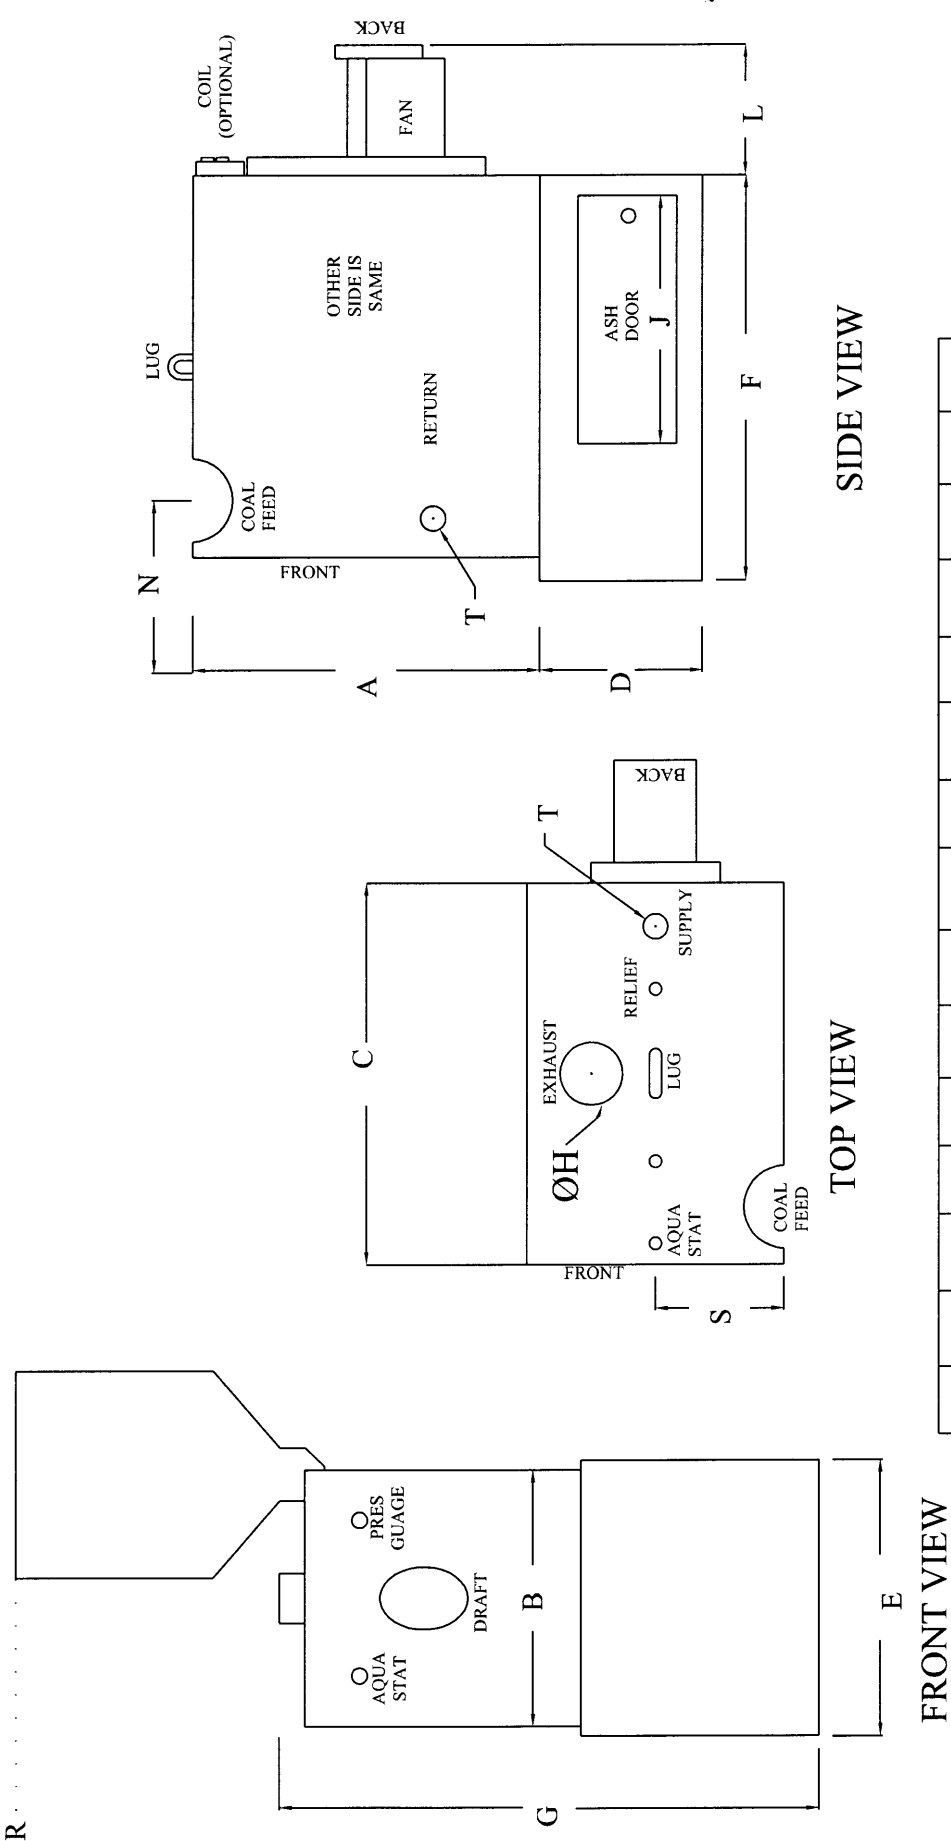 R
G
AQUA
STAT
PRES
GUAGE
DRAFT
B
E
FRONT VIEW
C
EXHAUST
ØH
RELIEF
T
SUPPLY
LUG
AQUA
STAT
COAL
FEED
FRONT
BACK
S
TOP VIEW
N
LUG
COIL
(OPTIONAL)
BACK
FAN
COAL
FEED
OTHER
SIDE IS
SAME
RETURN
FRONT
T
A
D
ASH
DOOR
J
F
L
SIDE VIEW